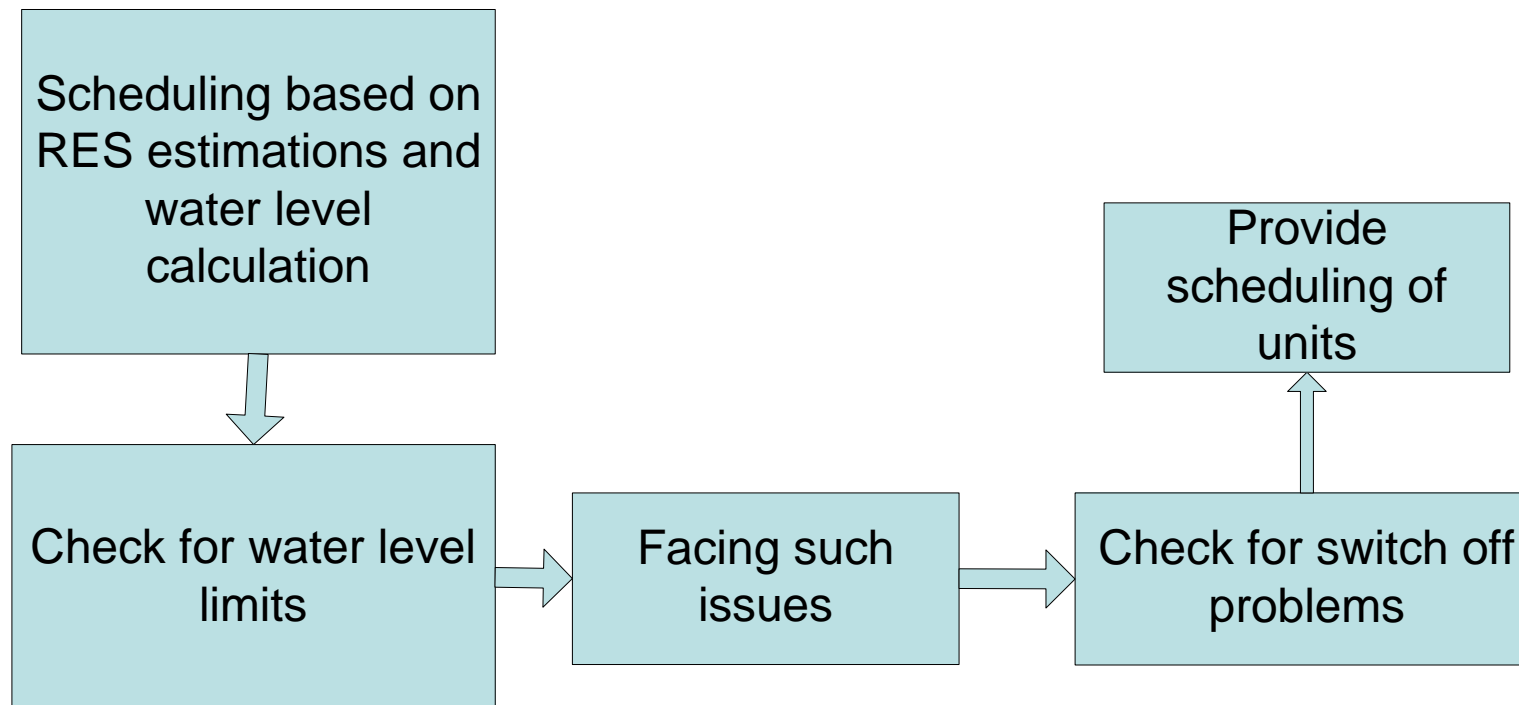 Scheduling based on
RES estimations and
water level
calculation
Check for water level
limits
Facing such
issues
Check for switch off
problems
Provide
scheduling of
units